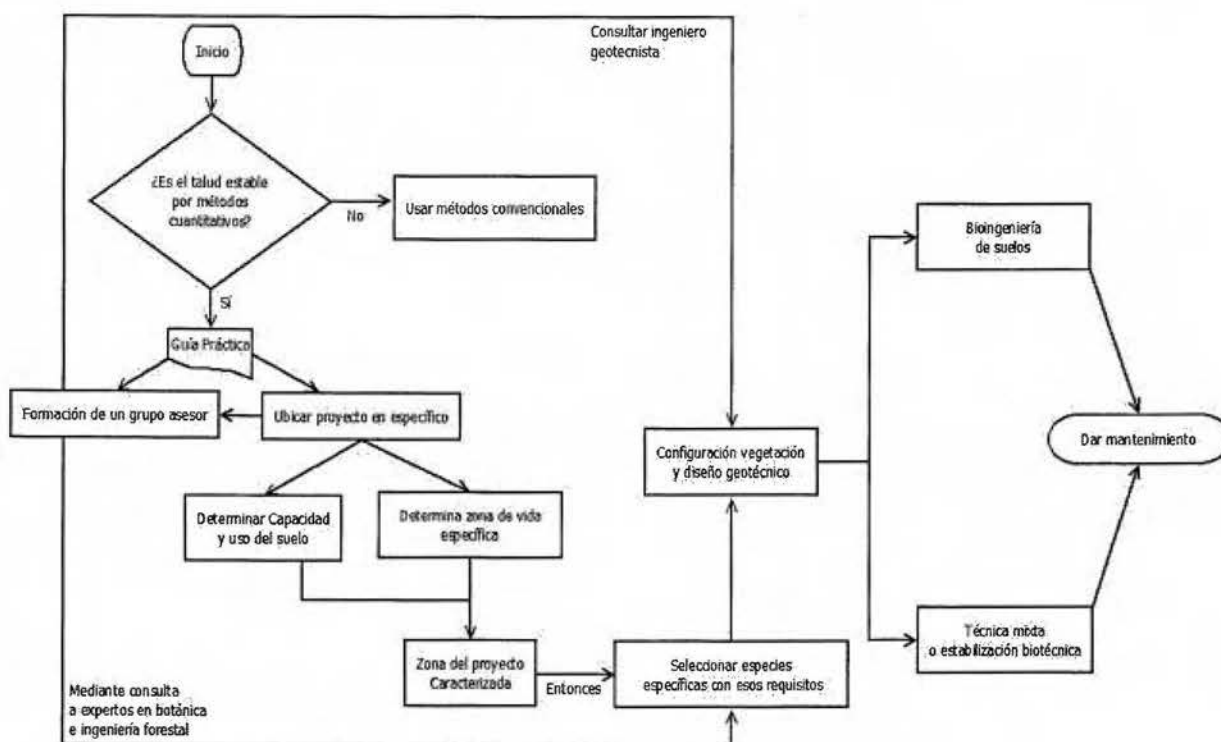 Inicio
Consultar ingeniero
geotecnista
¿Es el talud estable
por métodos
cuantitativos?
No
Usar métodos convencionales
Sí
Guía Práctico
Formación de un grupo asesor
Ubicar proyecto en específico
Determinar Capacidad
y uso del suelo
Determina zona de vida
específica
Zona del proyecto
Caracterizada
Entonces
Seleccionar especies
específicas con esos requisitos
Configuración vegetación
y diseño geotécnico
Bioingeniería
de suelos
Técnica mixta
o estabilización biotécnica
Dar mantenimiento
Mediante consulta
a expertos en botánica
e ingeniería forestal